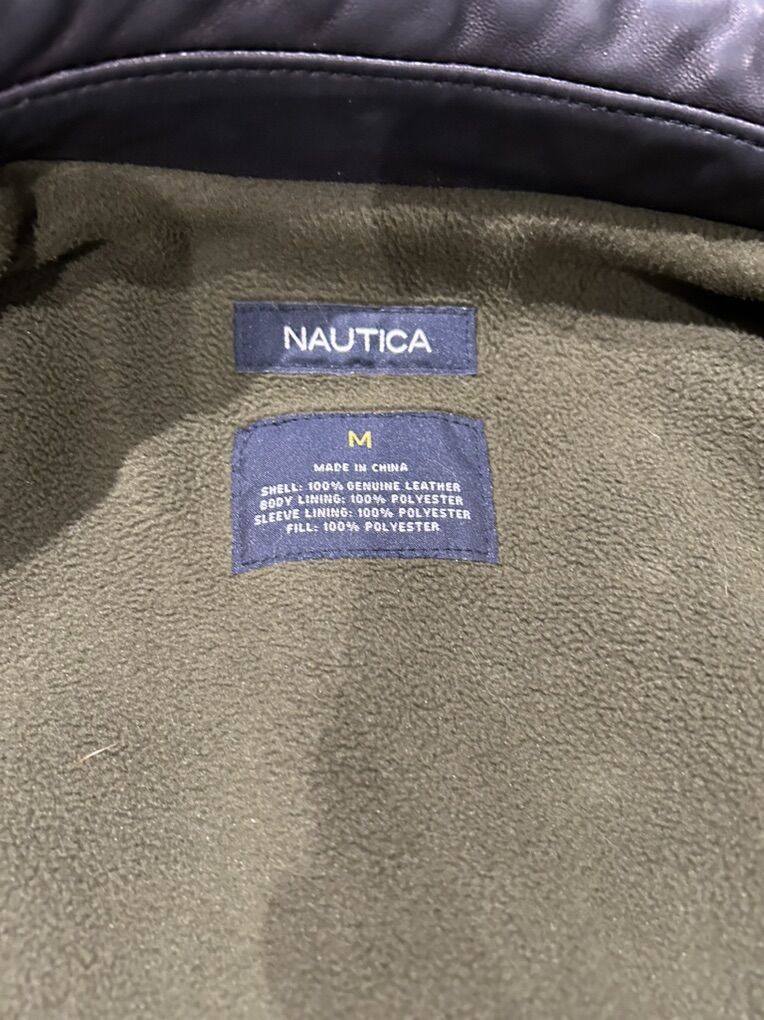 NAUTICA
M
MADE IN CHINA
SHELL: 100% GENUINE LEATHER
BODY LINING: 100% POLYESTER
SLEEVE LINING: 100% POLYESTER
FILL: 100% POLYESTER